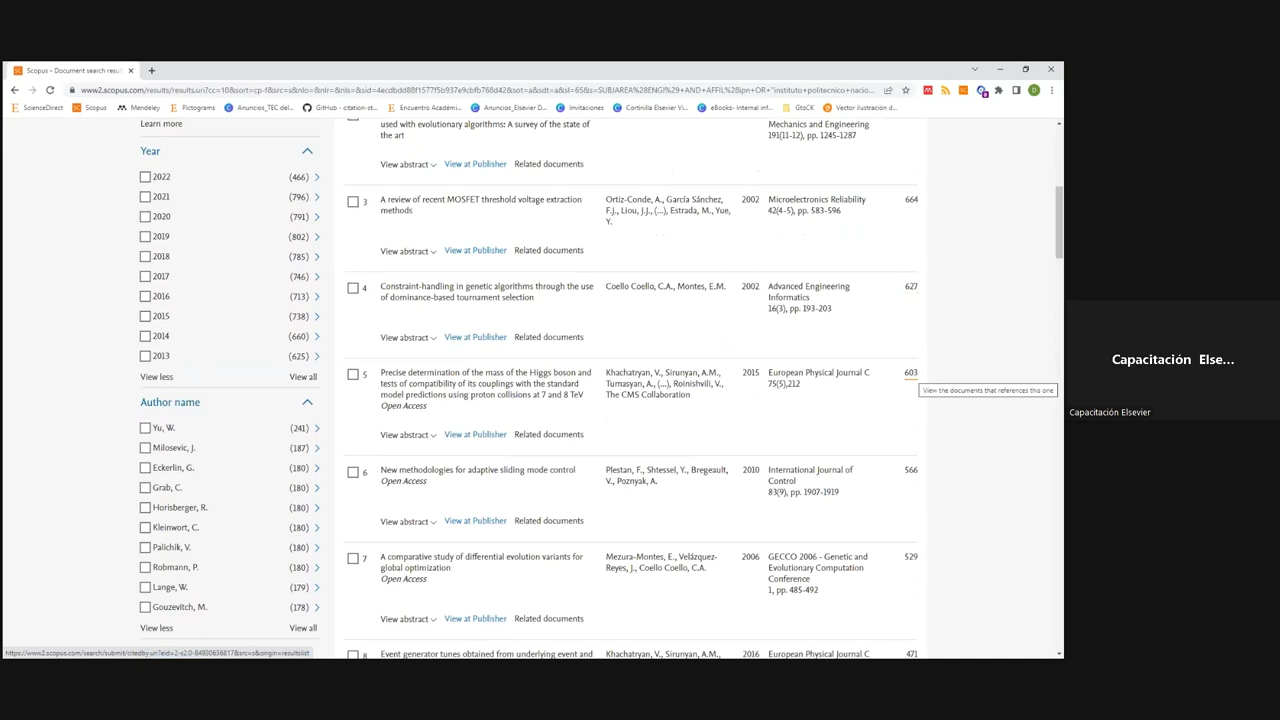 Scopus - Document search resul
www2.scopus.com/results/results.uri?cc=10&sort=cp-f&src=s&nlo=&nlr=&nls=&sid=4ecdbdd88f1577f5b937e9cbfb768d42&sot=a&sdt=a&sl=65&s=SUBJAREA%28ENGI%29+AND+AFFIL%28ipn+OR+"instituto+politecnico+nacio...
ScienceDirect Scopus Mendeley Pictograms Anuncios_TEC del... GitHub - citation-st... Encuentro Académi... Anuncios_Elsevier D... Invitaciones Cortinilla Elsevier Vi... eBooks- Internal inf... GtoCK Vector ilustración d...
Learn more
Year
2022 (466)
2021 (796)
2020 (791)
2019 (802)
2018 (785)
2017 (746)
2016 (713)
2015 (738)
2014 (660)
2013 (625)
View less View all
Author name
Yu, W. (241)
Milosevic, J. (187)
Eckerlin, G. (180)
Grab, C. (180)
Horisberger, R. (180)
Kleinwort, C. (180)
Palichik, V. (180)
Robmann, P. (180)
Lange, W. (179)
Gouzevitch, M. (178)
View less View all
used with evolutionary algorithms: A survey of the state of
the art
Mechanics and Engineering
191(11-12), pp. 1245-1287
View abstract View at Publisher Related documents
3 A review of recent MOSFET threshold voltage extraction
methods
Ortiz-Conde, A., García Sánchez,
F.J., Liou, J.J., (...), Estrada, M., Yue,
Y.
2002 Microelectronics Reliability
42(4-5), pp. 583-596
664
View abstract View at Publisher Related documents
4 Constraint-handling in genetic algorithms through the use
of dominance-based tournament selection
Coello Coello, C.A., Montes, E.M.
2002 Advanced Engineering
Informatics
16(3), pp. 193-203
627
View abstract View at Publisher Related documents
5 Precise determination of the mass of the Higgs boson and
tests of compatibility of its couplings with the standard
model predictions using proton collisions at 7 and 8 TeV
Open Access
Khachatryan, V., Sirunyan, A.M.,
Tumasyan, A., (...), Roinishvili, V.,
The CMS Collaboration
2015 European Physical Journal C
75(5),212
603
View the documents that references this one
View abstract View at Publisher Related documents
6 New methodologies for adaptive sliding mode control
Open Access
Plestan, F., Shtessel, Y., Bregeault,
V., Poznyak, A.
2010 International Journal of
Control
83(9), pp. 1907-1919
566
View abstract View at Publisher Related documents
7 A comparative study of differential evolution variants for
global optimization
Open Access
Mezura-Montes, E., Velázquez-
Reyes, J., Coello Coello, C.A.
2006 GECCO 2006 - Genetic and
Evolutionary Computation
Conference
1, pp. 485-492
529
View abstract View at Publisher Related documents
8 Event generator tunes obtained from underlying event and
Khachatryan, V., Sirunyan, A.M.,
2016 European Physical Journal C
471
https://www2.scopus.com/search/submit/citedby.uri?eid=2-s2.0-84930636817&src=s&origin=resultslist
Capacitación Else...
Capacitación Elsevier